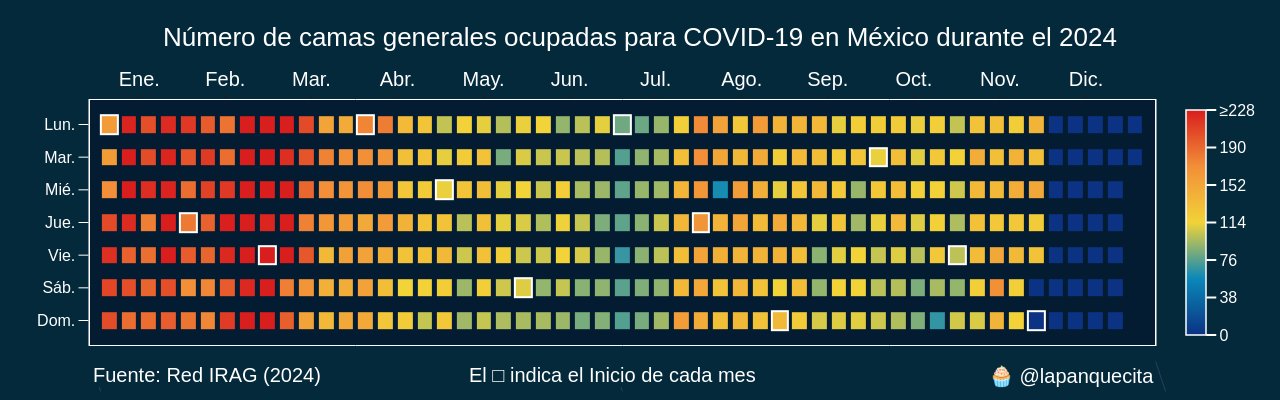 Número de camas generales ocupadas para COVID-19 en México durante el 2024
Ene. Feb. Mar. Abr. May. Jun. Jul. Ago. Sep. Oct. Nov. Dic.
Lun.
Mar.
Mié.
Jue.
Vie.
Sáb.
Dom.
≥228
190
152
114
76
38
0
Fuente: Red IRAG (2024)
El □ indica el Inicio de cada mes
🧁 @lapanquecita